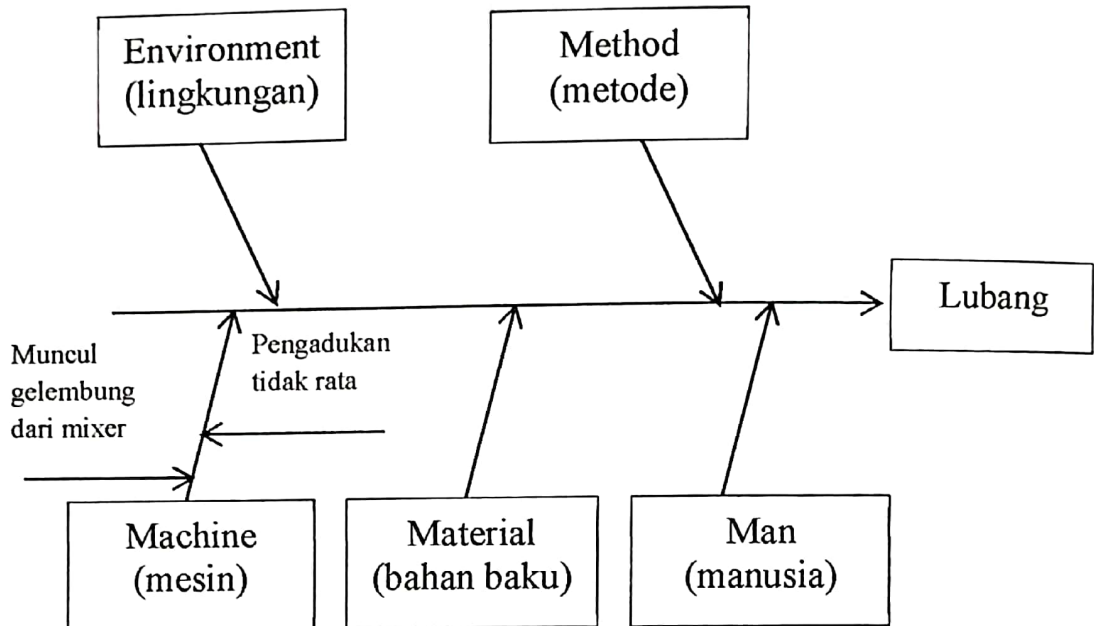 Environment
(lingkungan)
Method
(metode)
Lubang
Muncul
gelembung
dari mixer
Pengadukan
tidak rata
Machine
(mesin)
Material
(bahan baku)
Man
(manusia)